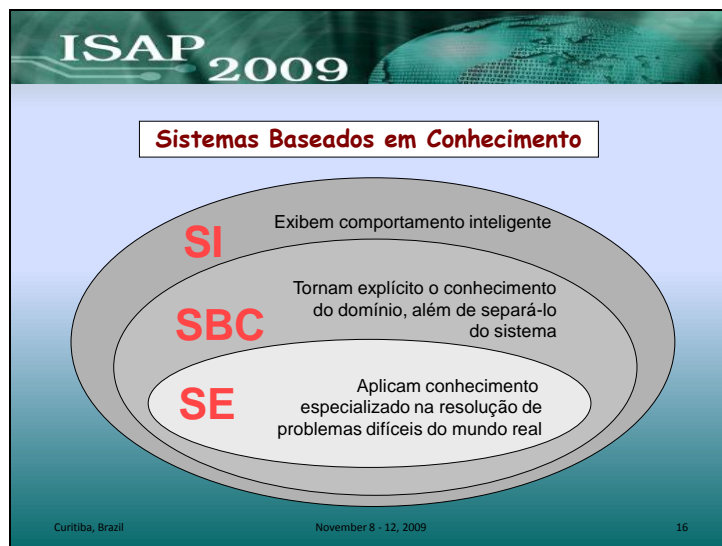 ISAP 2009
Sistemas Baseados em Conhecimento
SI
Exibem comportamento inteligente
SBC
Tornam explícito o conhecimento
do domínio, além de separá-lo
do sistema
SE
Aplicam conhecimento
especializado na resolução de
problemas difíceis do mundo real
Curitiba, Brazil November 8 - 12, 2009 16